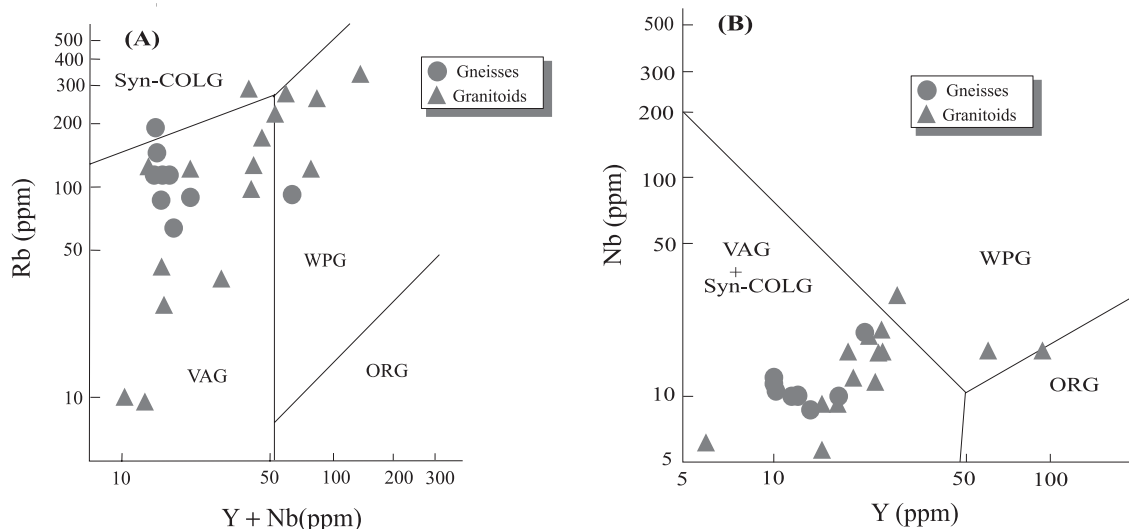 (A)
500
400
300
200
100
50
10
Rb (ppm)
Syn-COLG
Gneisses
Granitoids
WPG
VAG
ORG
10
50
100
200
300
Y + Nb(ppm)
(B)
500
300
200
100
50
10
5
Nb (ppm)
Gneisses
Granitoids
VAG
+
Syn-COLG
WPG
ORG
5
10
50
100
Y (ppm)